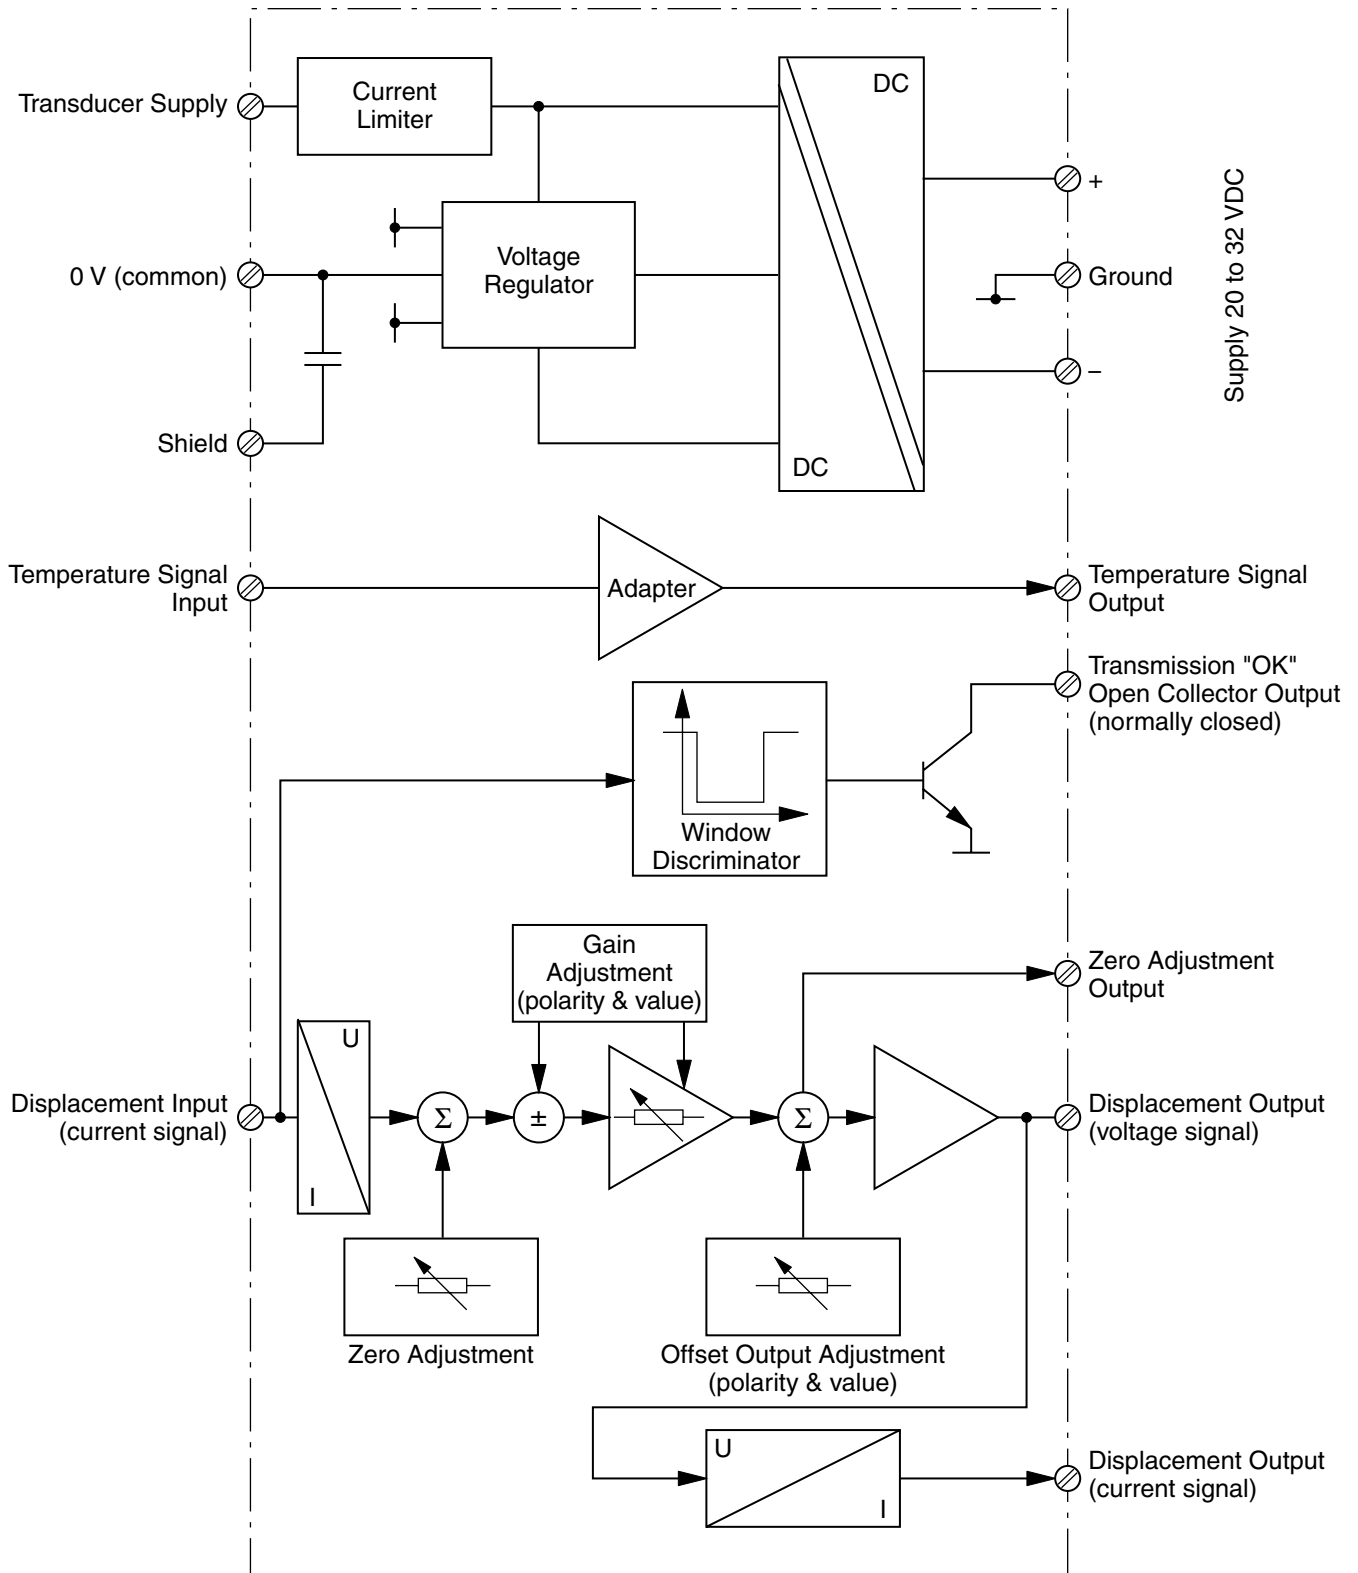 Transducer Supply
Current
Limiter
DC
+
0 V (common)
Voltage
Regulator
Ground
Supply 20 to 32 VDC
–
Shield
DC
Temperature Signal
Input
Adapter
Temperature Signal
Output
Transmission "OK"
Open Collector Output
(normally closed)
Window
Discriminator
Gain
Adjustment
(polarity & value)
Zero Adjustment
Output
U
I
Displacement Input
(current signal)
Σ
±
Σ
Displacement Output
(voltage signal)
Zero Adjustment
Offset Output Adjustment
(polarity & value)
U
I
Displacement Output
(current signal)